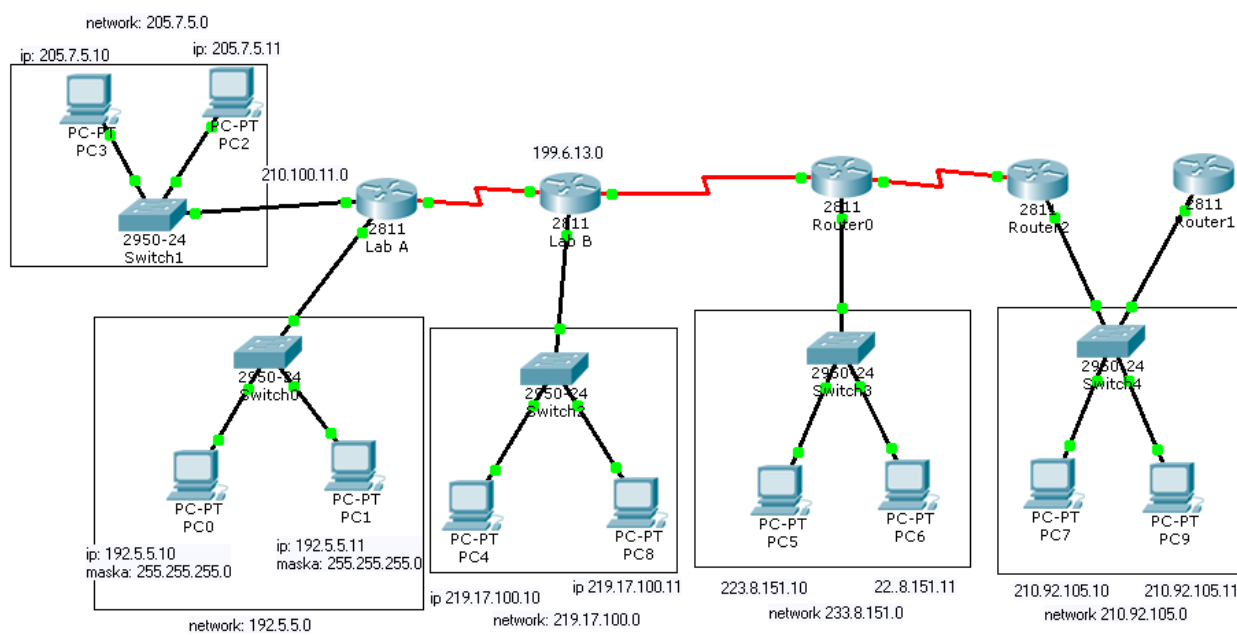 network: 205.7.5.0
ip: 205.7.5.10
ip: 205.7.5.11
PC-PT
PC3
PC-PT
PC2
2950-24
Switch1
210.100.11.0
2811
Lab A
199.6.13.0
2811
Lab B
2811
Router0
2811
Router2
2811
Router1
2950-24
Switch0
PC-PT
PC0
PC-PT
PC1
ip: 192.5.5.10
maska: 255.255.255.0
ip: 192.5.5.11
maska: 255.255.255.0
network: 192.5.5.0
2950-24
Switch2
PC-PT
PC4
PC-PT
PC8
ip 219.17.100.10
ip 219.17.100.11
network: 219.17.100.0
2950-24
Switch3
PC-PT
PC5
PC-PT
PC6
223.8.151.10
22..8.151.11
network 233.8.151.0
2950-24
Switch4
PC-PT
PC7
PC-PT
PC9
210.92.105.10
210.92.105.11
network 210.92.105.0